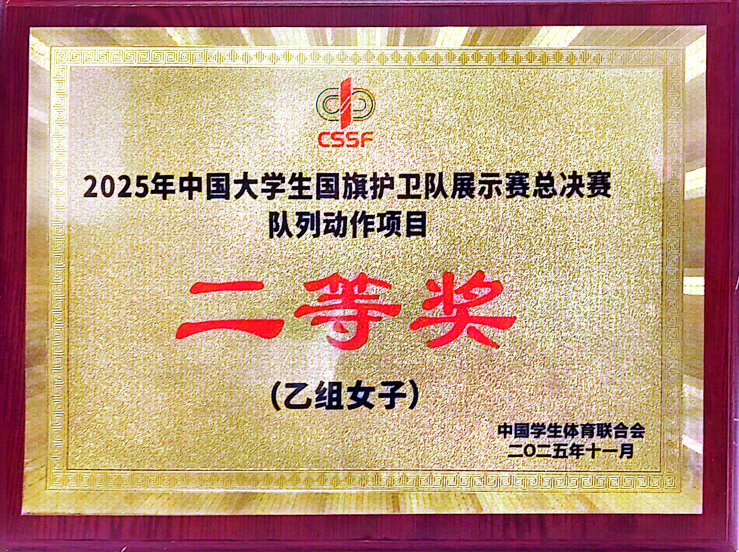 CSSF
2025年中国大学生国旗护卫队展示赛总决赛
队列动作项目
二等奖
(乙组女子)
中国学生体育联合会
二〇二五年十一月